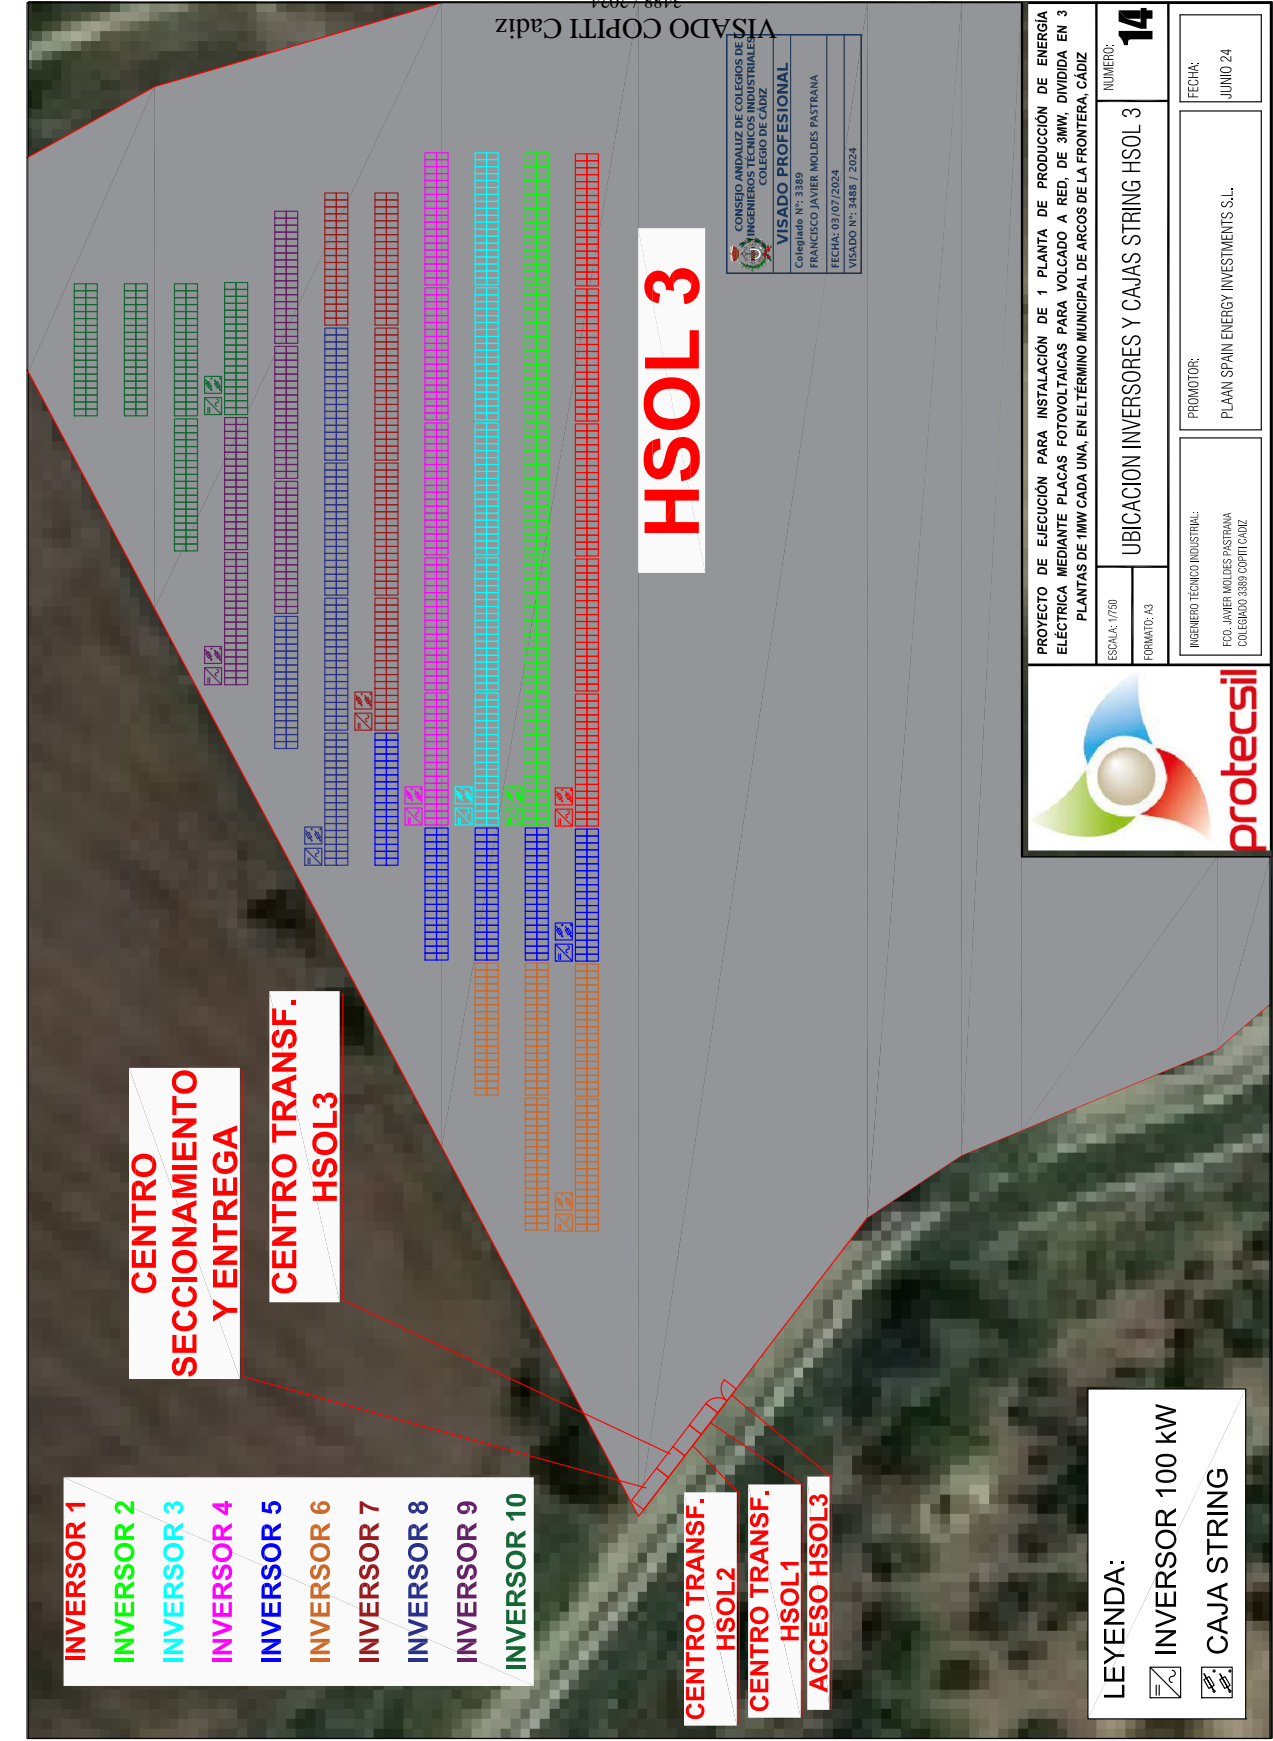 3488 / 2024
VISADO COPITI Cadiz
CENTRO
SECCIONAMIENTO
Y ENTREGA
CENTRO TRANSF.
HSOL3
INVERSOR 1
INVERSOR 2
INVERSOR 3
INVERSOR 4
INVERSOR 5
INVERSOR 6
INVERSOR 7
INVERSOR 8
INVERSOR 9
INVERSOR 10
HSOL 3
CENTRO TRANSF.
HSOL2
CENTRO TRANSF.
HSOL1
ACCESO HSOL3
CONSEJO ANDALUZ DE COLEGIOS DE
INGENIEROS TÉCNICOS INDUSTRIALES
COLEGIO DE CÁDIZ
VISADO PROFESIONAL
Colegiado Nº: 3389
FRANCISCO JAVIER MOLDES PASTRANA
FECHA: 03/07/2024
VISADO Nº: 3488 / 2024
LEYENDA:
INVERSOR 100 kW
CAJA STRING
protecsil
PROYECTO DE EJECUCIÓN PARA INSTALACIÓN DE 1 PLANTA DE PRODUCCIÓN DE ENERGÍA
ELÉCTRICA MEDIANTE PLACAS FOTOVOLTAICAS PARA VOLCADO A RED, DE 3MW, DIVIDIDA EN 3
PLANTAS DE 1MW CADA UNA, EN EL TÉRMINO MUNICIPAL DE ARCOS DE LA FRONTERA, CÁDIZ
ESCALA: 1/750
FORMATO: A3
UBICACION INVERSORES Y CAJAS STRING HSOL 3
NUMERO:
14
INGENIERO TÉCNICO INDUSTRIAL:
FCO. JAVIER MOLDES PASTRANA
COLEGIADO 3389 COPITI CADIZ
PROMOTOR:
PLAAN SPAIN ENERGY INVESTMENTS S.L.
FECHA:
JUNIO 24